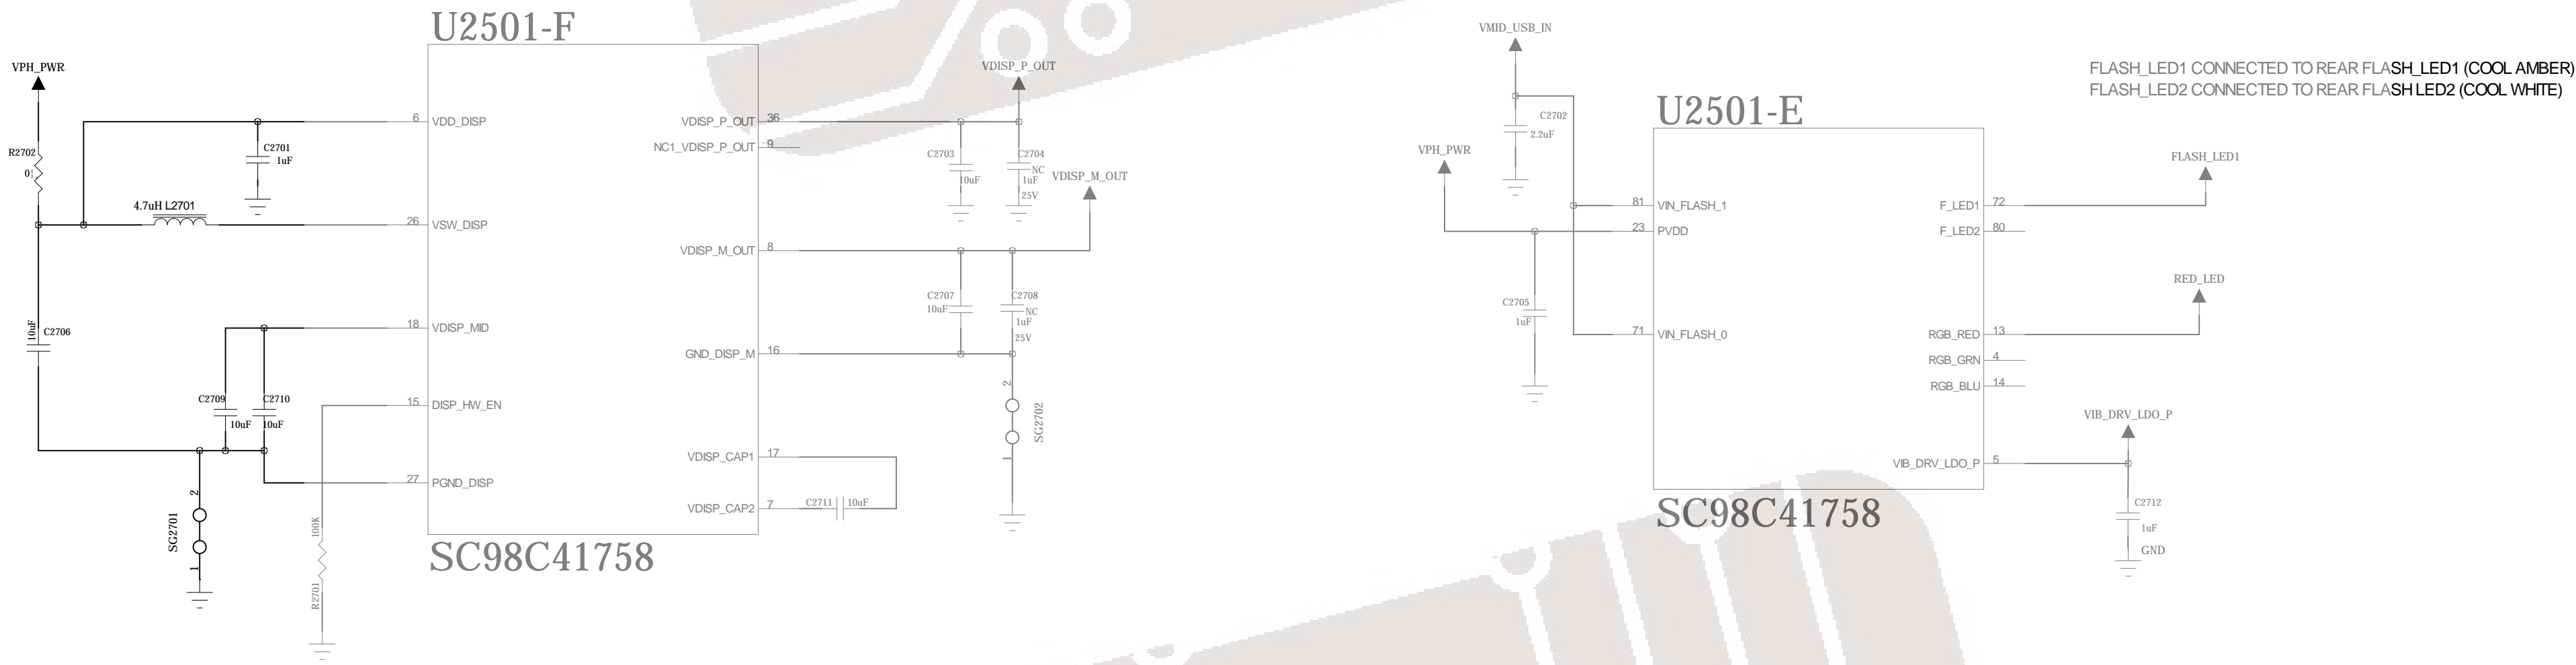 U2501-F
VPH_PWR
R2702
0¦
C2701
1uF
4.7uH L2701
10uF
C2706
C2709
10uF
C2710
10uF
SG2701
2
1
100K
R2701
6
VDD_DISP
26
VSW_DISP
18
VDISP_MID
15
DISP_HW_EN
27
PGND_DISP
VDISP_P_OUT
36
NC1_VDISP_P_OUT
9
VDISP_M_OUT
8
GND_DISP_M
16
VDISP_CAP1
17
VDISP_CAP2
7
SC98C41758
VDISP_P_OUT
C2703
10uF
C2704
NC
1uF
25V
VDISP_M_OUT
C2707
10uF
C2708
NC
1uF
25V
2
1
SG2702
C2711
10uF
VMID_USB_IN
C2702
2.2uF
VPH_PWR
C2705
1uF
U2501-E
81
VIN_FLASH_1
23
PVDD
71
VIN_FLASH_0
F_LED1
72
F_LED2
80
RGB_RED
13
RGB_GRN
4
RGB_BLU
14
VIB_DRV_LDO_P
5
SC98C41758
FLASH_LED1 CONNECTED TO REAR FLASH_LED1 (COOL AMBER)
FLASH_LED2 CONNECTED TO REAR FLASH LED2 (COOL WHITE)
FLASH_LED1
RED_LED
VIB_DRV_LDO_P
C2712
1uF
GND